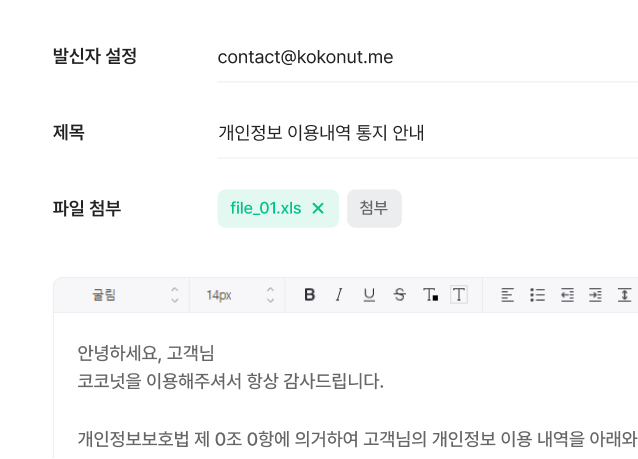 발신자 설정 contact@kokonut.me
제목 개인정보 이용내역 통지 안내
파일 첨부 file_01.xls × 첨부
굴림 14px B I U S T T
안녕하세요, 고객님
코코넛을 이용해주셔서 항상 감사드립니다.
개인정보보호법 제 0조 0항에 의거하여 고객님의 개인정보 이용 내역을 아래와